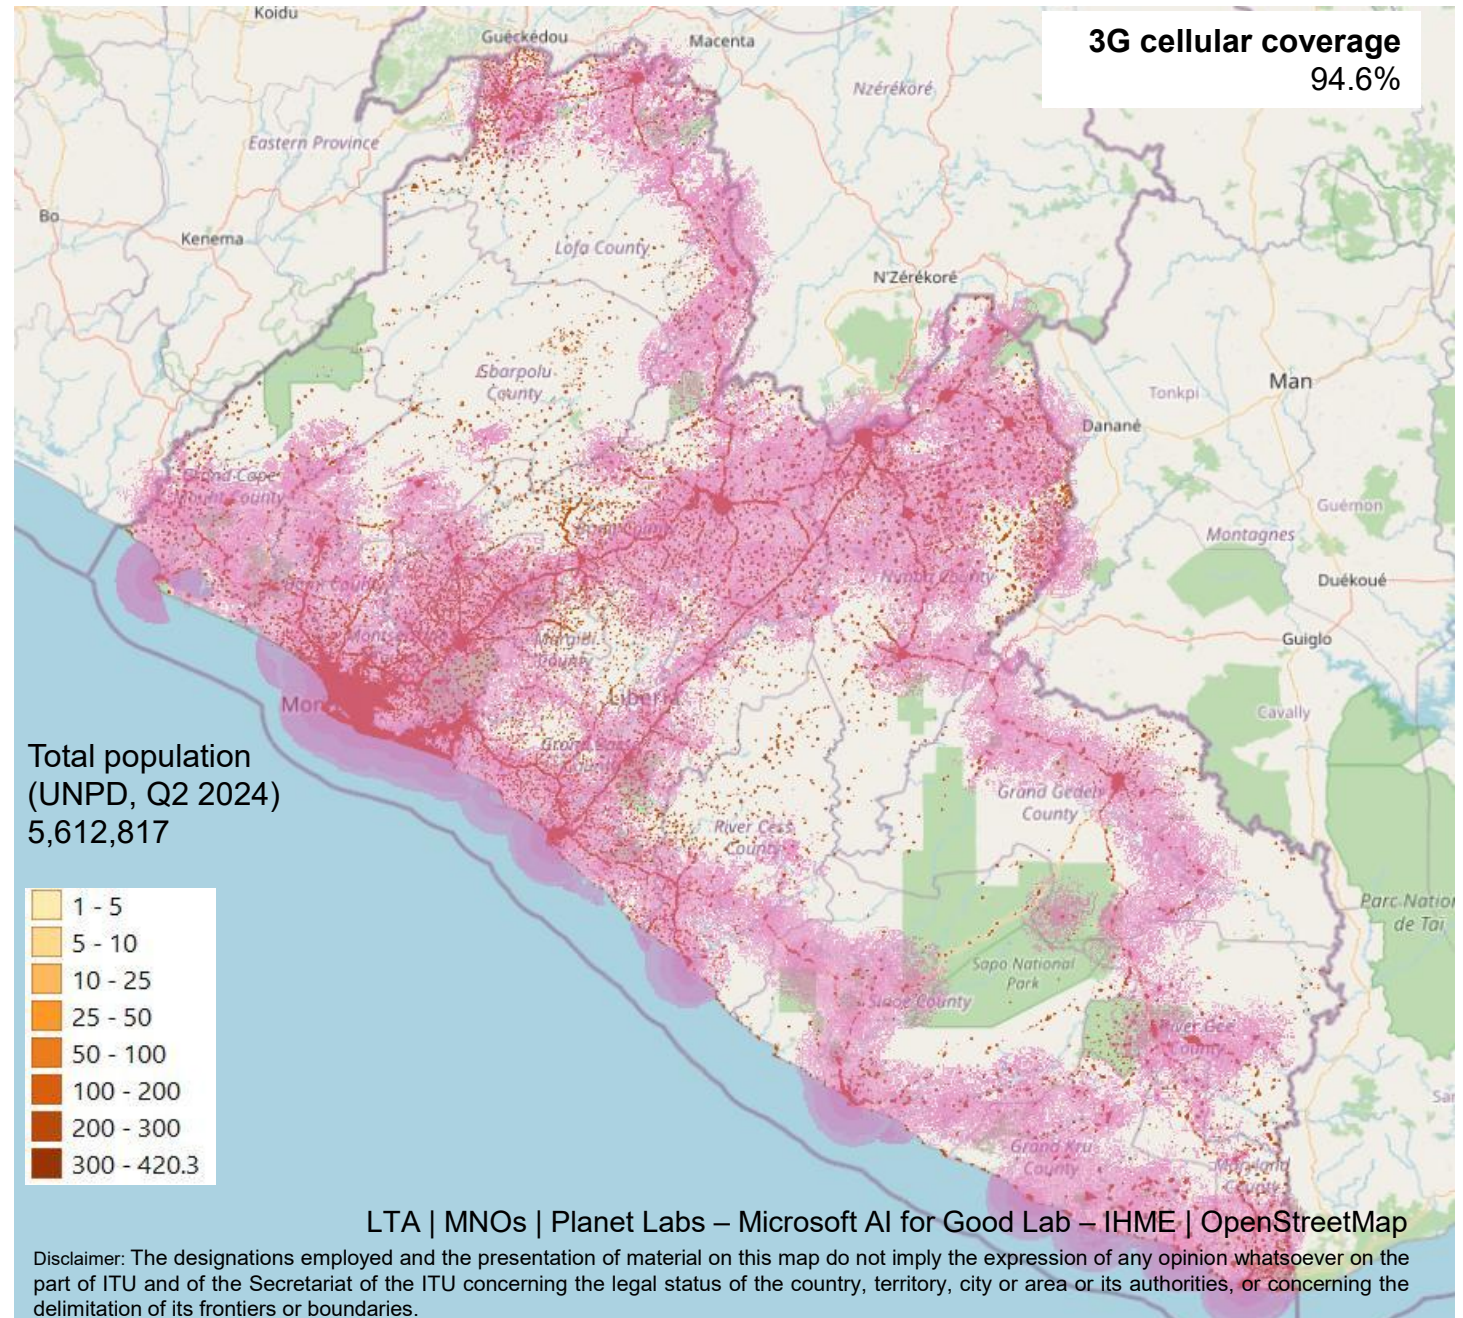 Koidu
Guéckédou
Macenta
3G cellular coverage
94.6%
Nzérékoré
Eastern Province
Bo
Kenema
Lofa County
N'Zérékoré
Gbarpolu
County
Tonkpi
Man
Danané
Grand Cape
Mount County
Guémon
Montagnes
Nimba County
Duékoué
Guiglo
Margibi
County
Liberia
Cavally
Total population
(UNPD, Q2 2024)
5,612,817
Grand Gedeh
County
River Cess
County
1 - 5
5 - 10
10 - 25
25 - 50
50 - 100
100 - 200
200 - 300
300 - 420.3
Parc Nation
de Taï
Sapo National
Park
Sinoe County
River Gee
County
Grand Kru
County
Maryland
County
LTA | MNOs | Planet Labs – Microsoft AI for Good Lab – IHME | OpenStreetMap
Disclaimer: The designations employed and the presentation of material on this map do not imply the expression of any opinion whatsoever on the
part of ITU and of the Secretariat of the ITU concerning the legal status of the country, territory, city or area or its authorities, or concerning the
delimitation of its frontiers or boundaries.